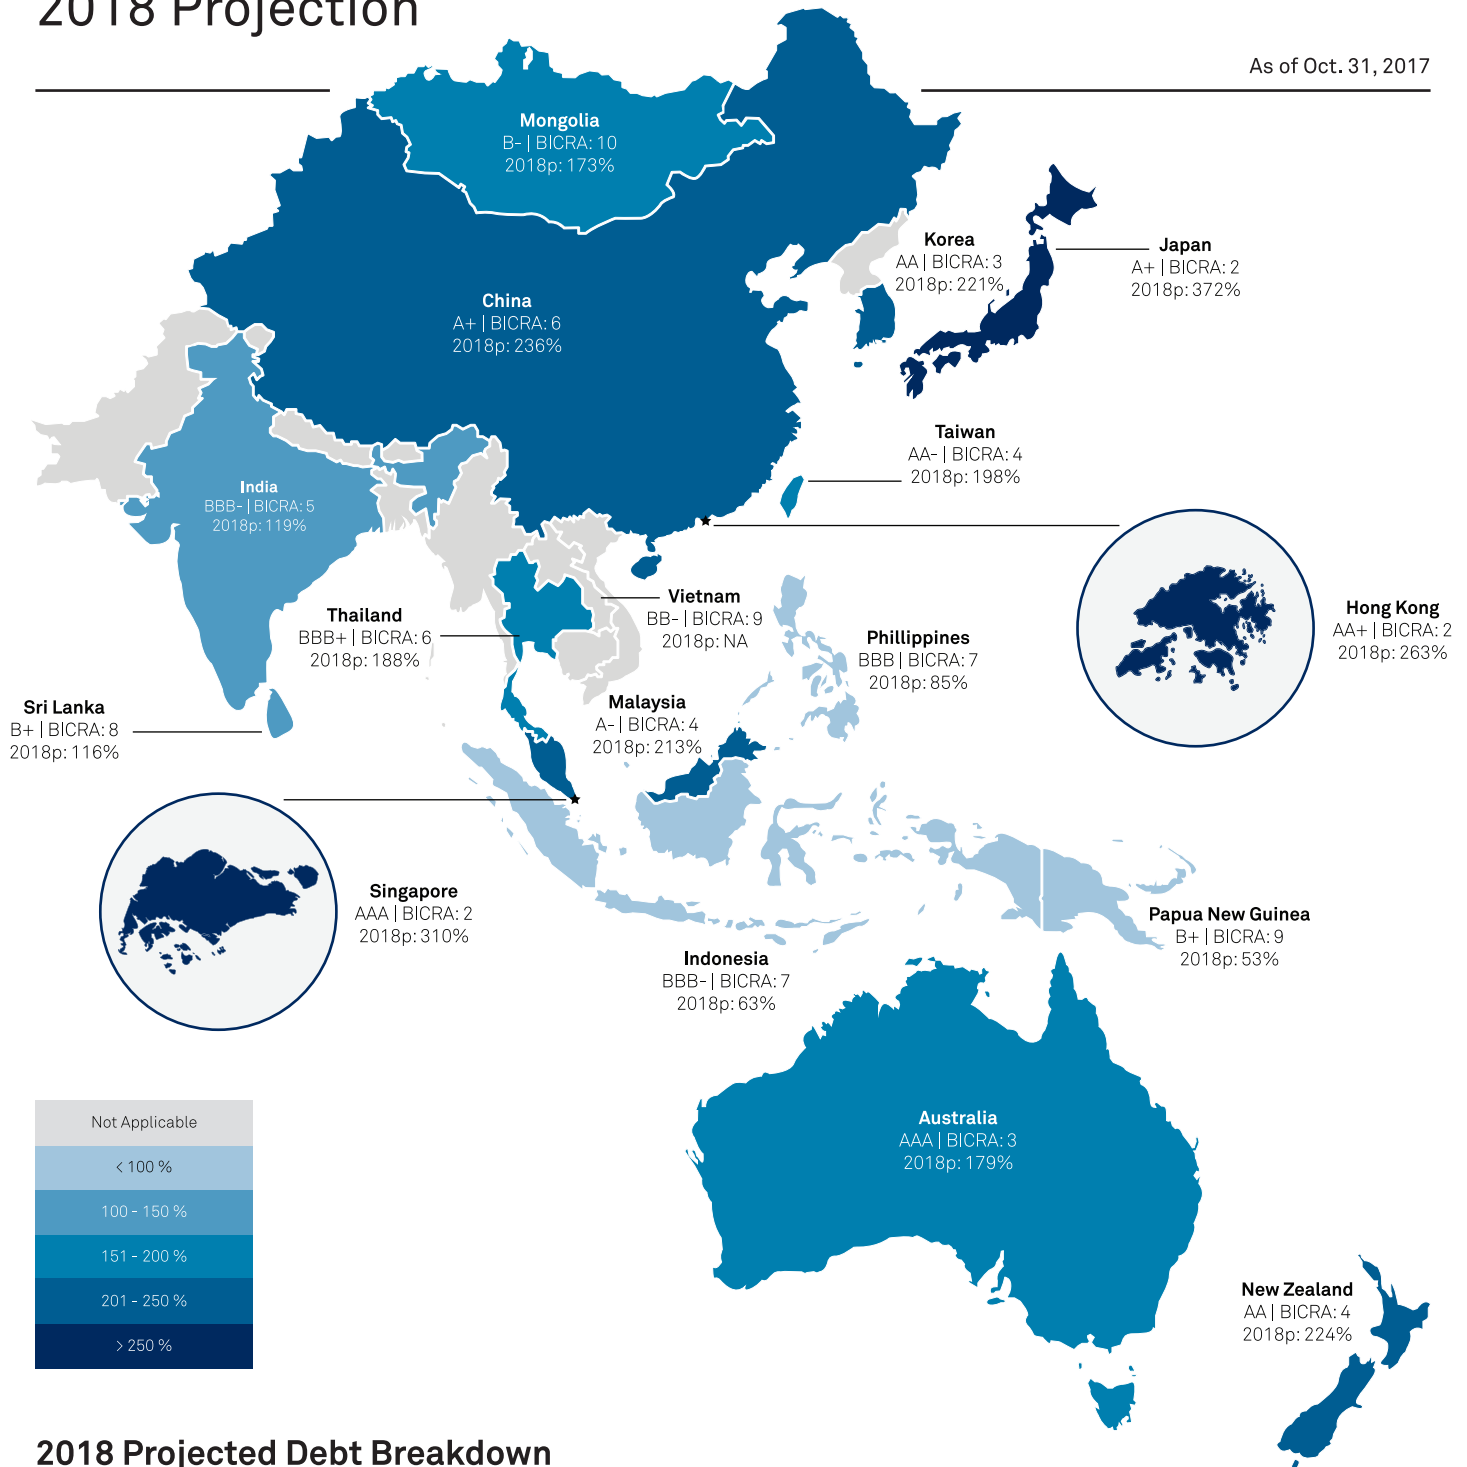 2018 Projection
As of Oct. 31, 2017
Mongolia
B- | BICRA: 10
2018p: 173%
Korea
AA | BICRA: 3
2018p: 221%
Japan
A+ | BICRA: 2
2018p: 372%
China
A+ | BICRA: 6
2018p: 236%
Taiwan
AA- | BICRA: 4
2018p: 198%
India
BBB- | BICRA: 5
2018p: 119%
Vietnam
BB- | BICRA: 9
2018p: NA
Thailand
BBB+ | BICRA: 6
2018p: 188%
Phillippines
BBB | BICRA: 7
2018p: 85%
Hong Kong
AA+ | BICRA: 2
2018p: 263%
Sri Lanka
B+ | BICRA: 8
2018p: 116%
Malaysia
A- | BICRA: 4
2018p: 213%
Singapore
AAA | BICRA: 2
2018p: 310%
Papua New Guinea
B+ | BICRA: 9
2018p: 53%
Indonesia
BBB- | BICRA: 7
2018p: 63%
Australia
AAA | BICRA: 3
2018p: 179%
Not Applicable
< 100 %
100 - 150 %
151 - 200 %
201 - 250 %
> 250 %
New Zealand
AA | BICRA: 4
2018p: 224%
2018 Projected Debt Breakdown